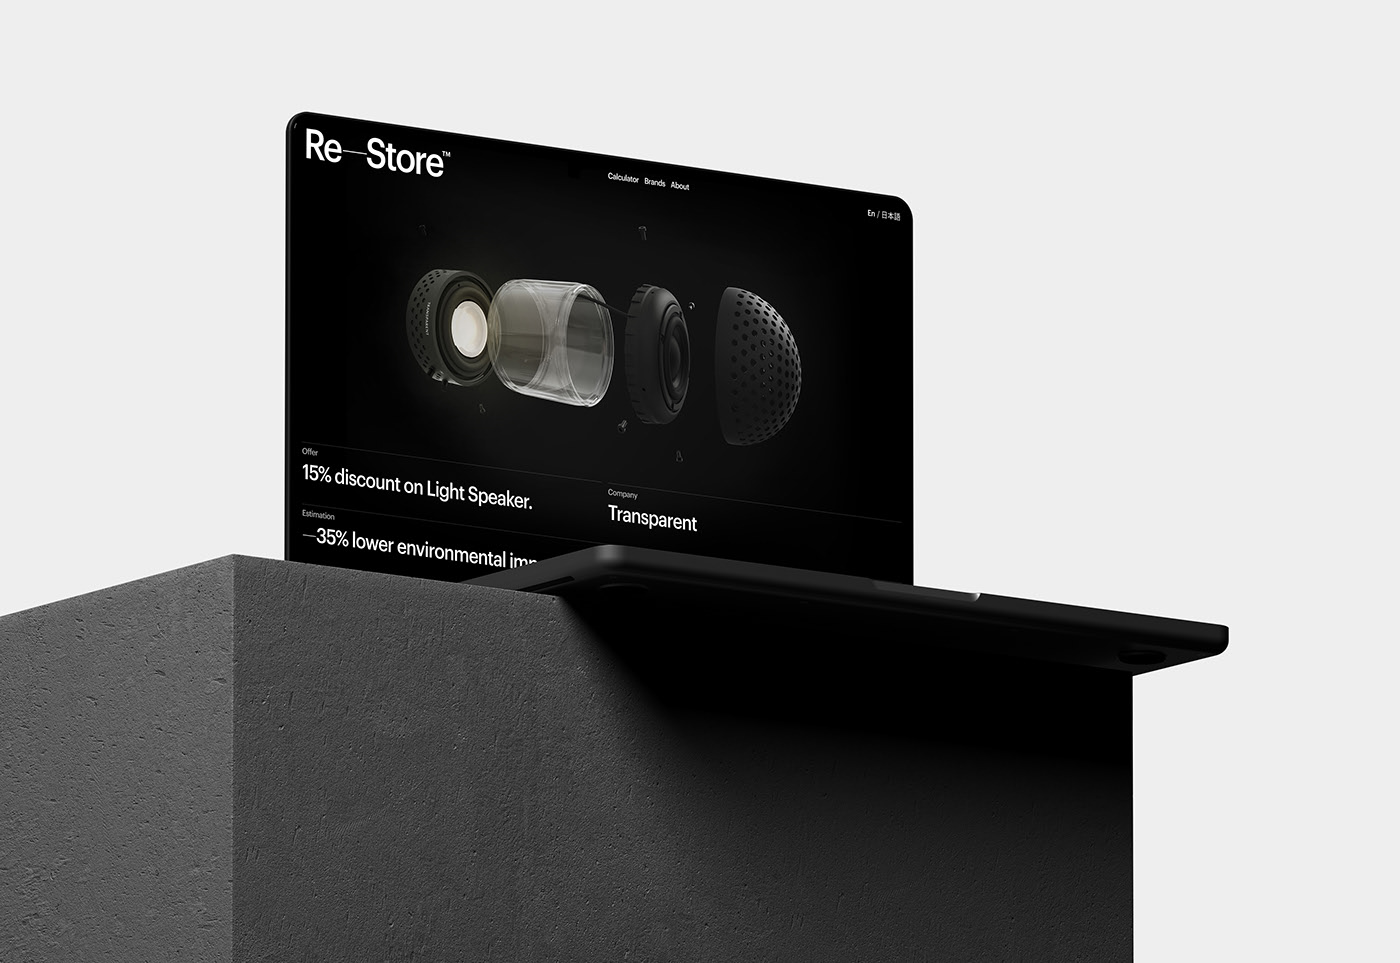 Re—Store™
Calculator Brands About
En / 日本語
Offer
15% discount on Light Speaker.
Company
Transparent
Estimation
—35% lower environmental